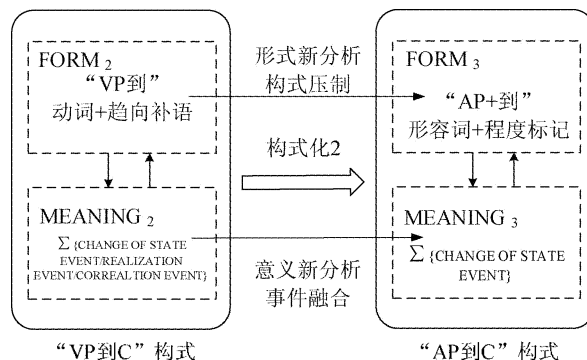 FORM 2
“VP到”
动词+趋向补语
MEANING 2
∑ {CHANGE OF STATE
EVENT/REALIZATION
EVENT/CORREALTION EVENT}
“VP到C”构式
形式新分析
构式压制
构式化2
意义新分析
事件融合
FORM 3
“AP+到”
形容词+程度标记
MEANING 3
∑ {CHANGE OF STATE
EVENT}
“AP到C”构式